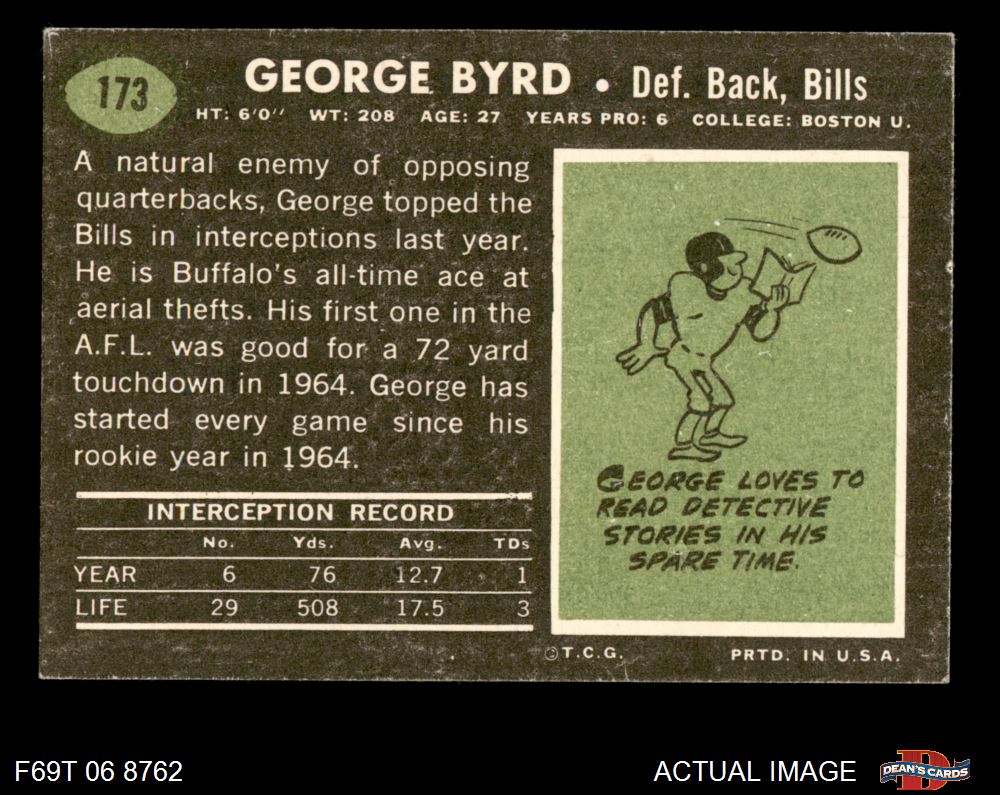 173
GEORGE BYRD • Def. Back, Bills
HT: 6'0'' WT: 208 AGE: 27 YEARS PRO: 6 COLLEGE: BOSTON U.
A natural enemy of opposing
quarterbacks, George topped the
Bills in interceptions last year.
He is Buffalo's all-time ace at
aerial thefts. His first one in the
A.F.L. was good for a 72 yard
touchdown in 1964. George has
started every game since his
rookie year in 1964.
INTERCEPTION RECORD
No. Yds. Avg. TDs
YEAR 6 76 12.7 1
LIFE 29 508 17.5 3
GEORGE LOVES TO
READ DETECTIVE
STORIES IN HIS
SPARE TIME.
©T.C.G. PRTD. IN U.S.A.
F69T 06 8762
ACTUAL IMAGE
D
DEAN'S CARDS